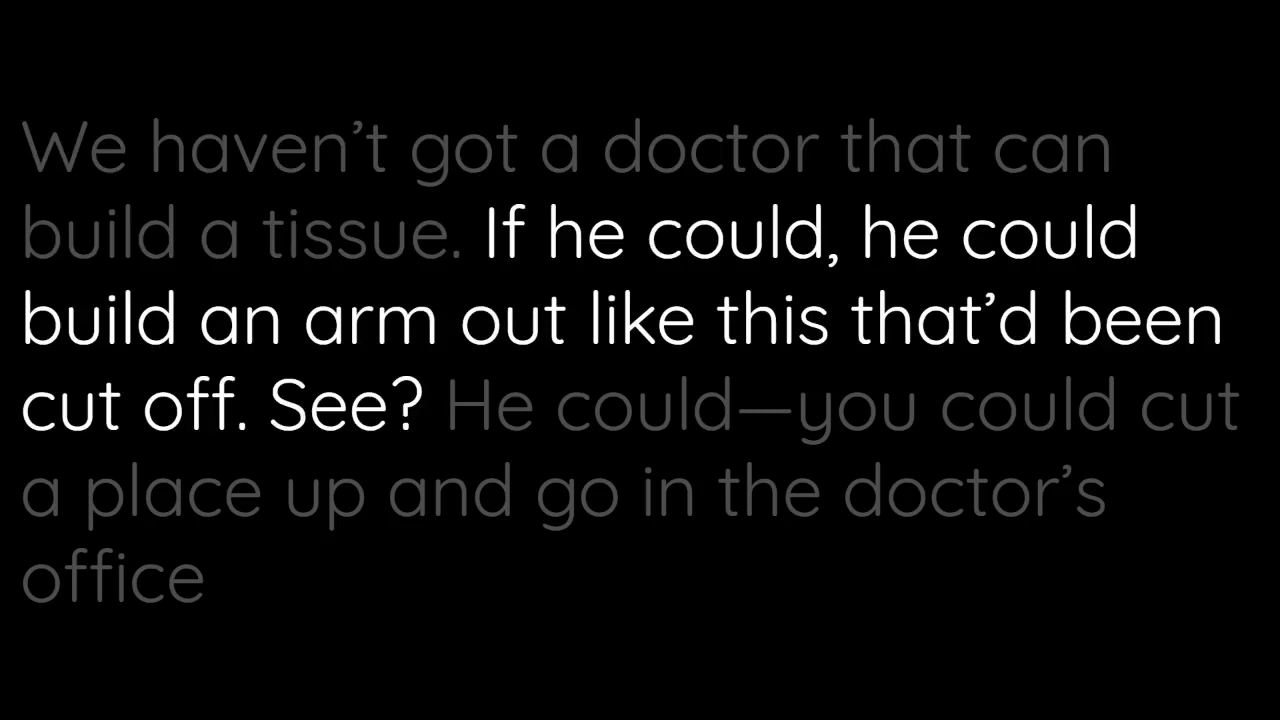 We haven’t got a doctor that can
build a tissue. If he could, he could
build an arm out like this that’d been
cut off. See? He could—you could cut
a place up and go in the doctor’s
office